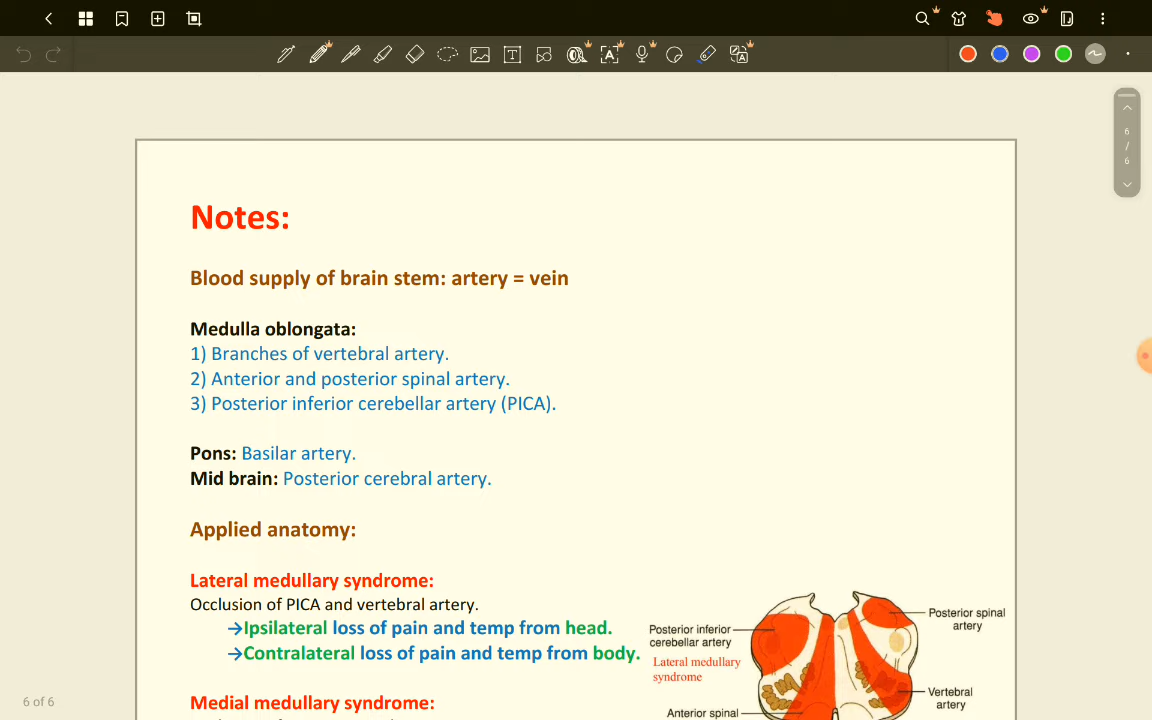 6
/
6
Notes:
Blood supply of brain stem: artery = vein
Medulla oblongata:
1) Branches of vertebral artery.
2) Anterior and posterior spinal artery.
3) Posterior inferior cerebellar artery (PICA).
Pons: Basilar artery.
Mid brain: Posterior cerebral artery.
Applied anatomy:
Lateral medullary syndrome:
Occlusion of PICA and vertebral artery.
→Ipsilateral loss of pain and temp from head.
→Contralateral loss of pain and temp from body.
Medial medullary syndrome:
Posterior inferior
cerebellar artery
Lateral medullary
syndrome
Anterior spinal
Posterior spinal
artery
Vertebral
artery
6 of 6